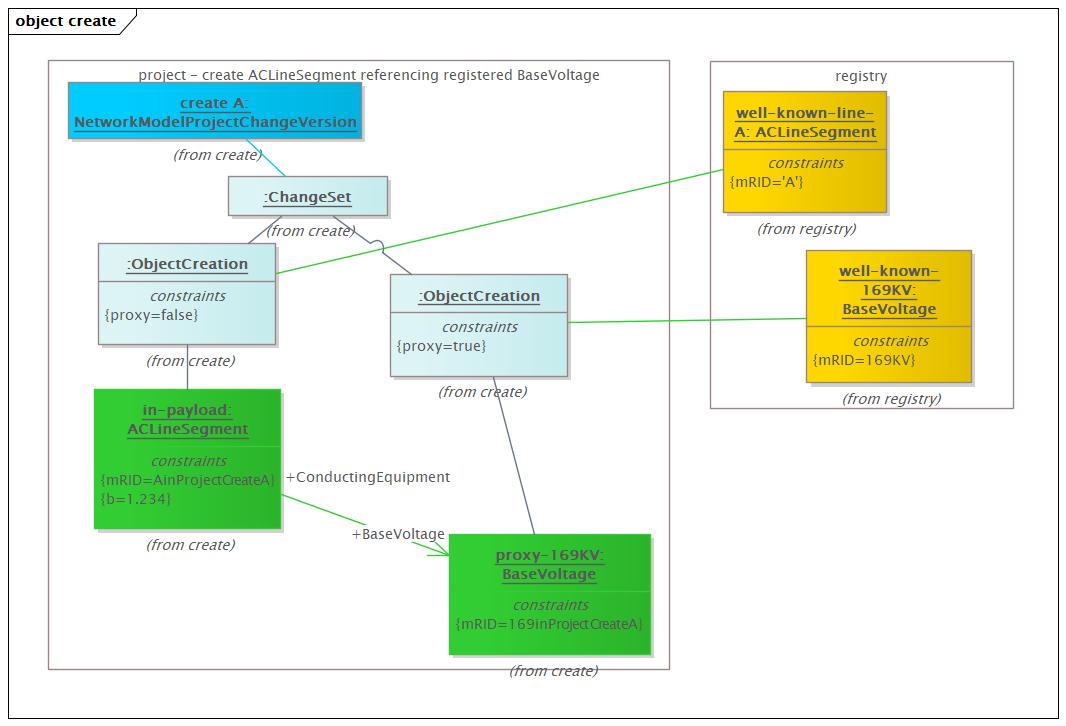 object create
project – create ACLineSegment referencing registered BaseVoltage
registry
create A:
NetworkModelProjectChangeVersion
(from create)
well-known-line-
A: ACLineSegment
constraints
{mRID='A'}
(from registry)
:ChangeSet
(from create)
:ObjectCreation
constraints
{proxy=false}
(from create)
:ObjectCreation
constraints
{proxy=true}
(from create)
well-known-
169KV:
BaseVoltage
constraints
{mRID=169KV}
(from registry)
in-payload:
ACLineSegment
constraints
{mRID=AinProjectCreateA}
{b=1.234}
(from create)
+ConductingEquipment
+BaseVoltage
proxy-169KV:
BaseVoltage
constraints
{mRID=169inProjectCreateA}
(from create)